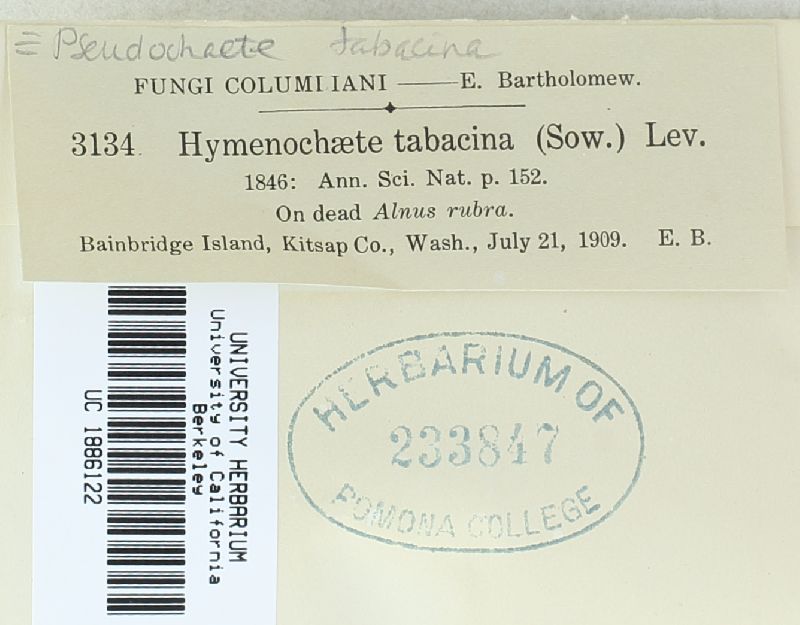 = Pseudochaete tabacina
FUNGI COLUMBIANI — E. Bartholomew.
3134. Hymenochæte tabacina (Sow.) Lev.
1846: Ann. Sci. Nat. p. 152.
On dead Alnus rubra.
Bainbridge Island, Kitsap Co., Wash., July 21, 1909. E. B.
UNIVERSITY HERBARIUM
University of California
Berkeley
UC 1886122
HERBARIUM OF
233847
POMONA COLLEGE